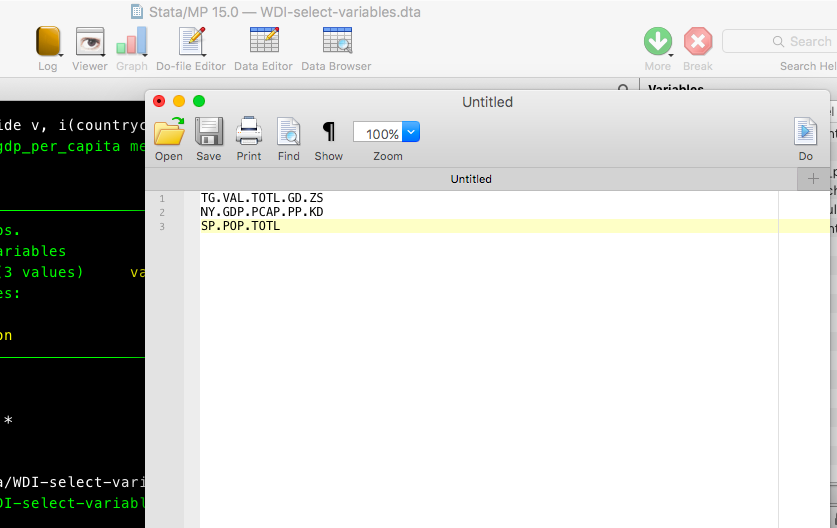 Stata/MP 15.0 — WDI-select-variables.dta
Log Viewer Graph Do-file Editor Data Editor Data Browser More Break Search
Search Hel
Variables
Untitled
Open Save Print Find Show 100% Zoom Do
Untitled +
1 TG.VAL.TOTL.GD.ZS
2 NY.GDP.PCAP.PP.KD
3 SP.POP.TOTL
ide v, i(countryc
gdp_per_capita me
os.
ariables
(3 values) va
es:
on
*
a/WDI-select-vari
DI-select-variabl